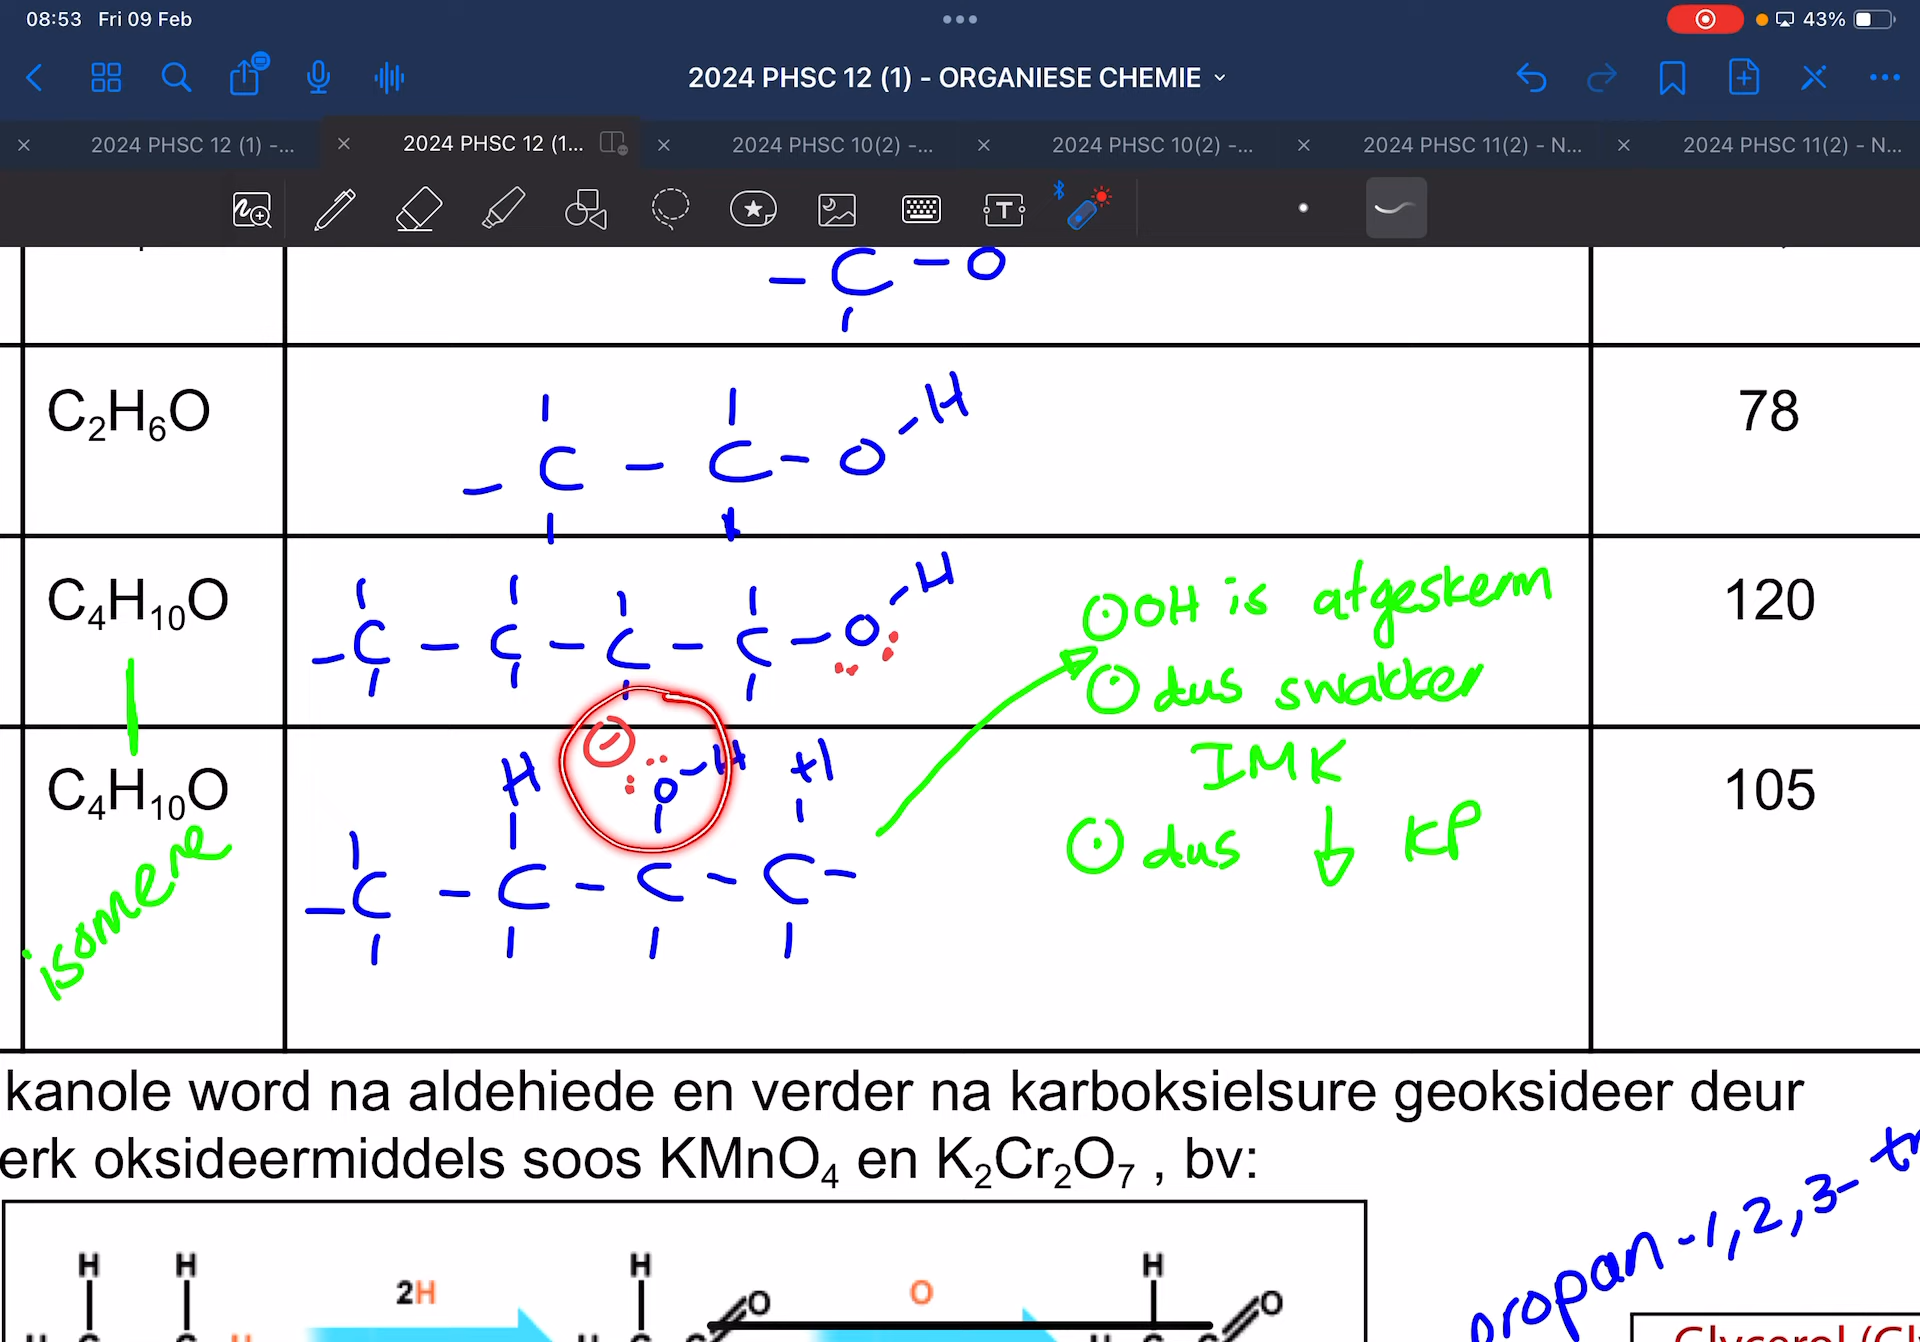 08:53 Fri 09 Feb
43%
2024 PHSC 12 (1) - ORGANIESE CHEMIE
2024 PHSC 12 (1) -...
2024 PHSC 12 (1...
2024 PHSC 10(2) -...
2024 PHSC 10(2) -...
2024 PHSC 11(2) - N...
2024 PHSC 11(2) - N...
T
- C - O
C₂H₆O
- C - C - O - H
78
C₄H₁₀O
- C - C - C - C - O - H
⊙ OH is afgeskerm
⊙ dus swakker
IMK
⊙ dus ↓ KP
120
C₄H₁₀O
isomere
H O - H H
- C - C - C - C -
105
kanole word na aldehiede en verder na karboksielsure geoksideer deur
erk oksideermiddels soos KMnO₄ en K₂Cr₂O₇ , bv:
propan-1,2,3-
H H 2H H O O H O